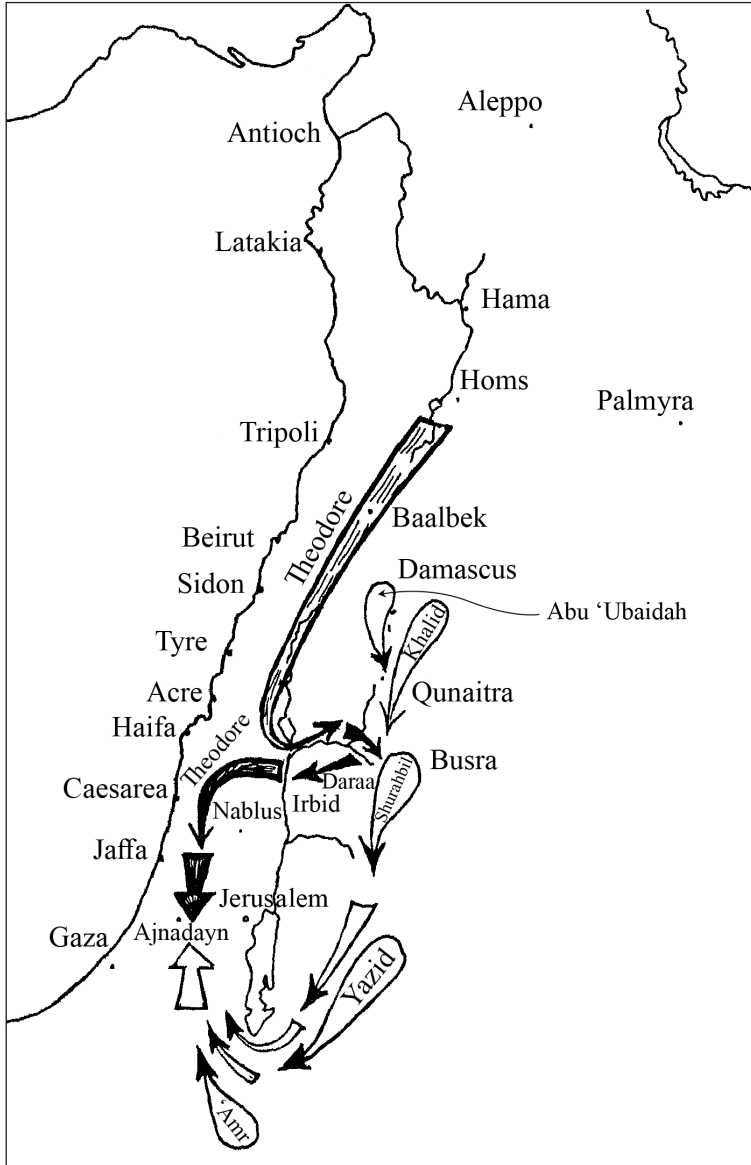 Aleppo
Antioch
Latakia
Hama
Homs
Palmyra
Tripoli
Theodore
Baalbek
Beirut
Damascus
Sidon
Abu ‘Ubaidah
Khalid
Tyre
Qunaitra
Acre
Haifa
Theodore
Busra
Shurahbil
Daraa
Caesarea
Irbid
Nablus
Jaffa
Jerusalem
Ajnadayn
Gaza
Yazid
‘Amr